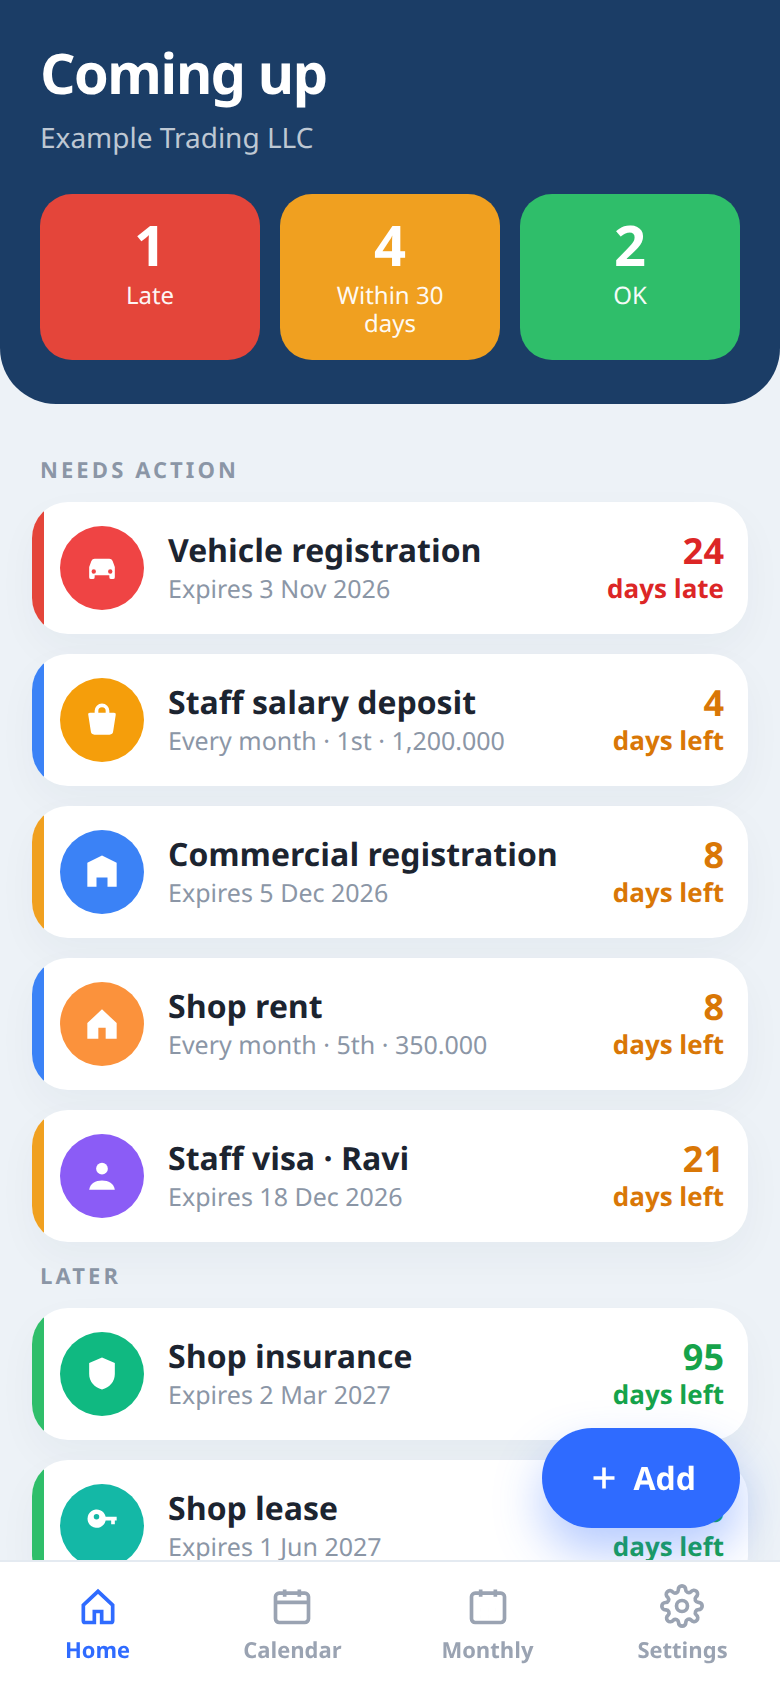 Coming up
Example Trading LLC
1
Late
4
Within 30
days
2
OK
NEEDS ACTION
Vehicle registration
Expires 3 Nov 2026
24
days late
Staff salary deposit
Every month · 1st · 1,200.000
4
days left
Commercial registration
Expires 5 Dec 2026
8
days left
Shop rent
Every month · 5th · 350.000
8
days left
Staff visa · Ravi
Expires 18 Dec 2026
21
days left
LATER
Shop insurance
Expires 2 Mar 2027
95
days left
+ Add
Shop lease
Expires 1 Jun 2027
days left
Home
Calendar
Monthly
Settings